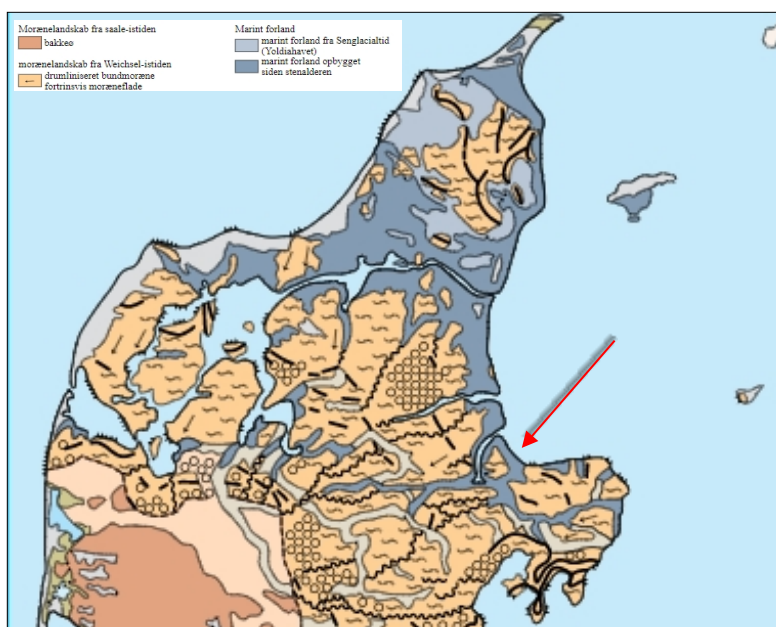 Morænelandskab fra saale-istiden
bakkeø
morænelandskab fra Weichsel-istiden
drumliniseret bundmoræne
fortrinsvis moræneflade
Marint forland
marint forland fra Senglacialtid
(Yoldiahavet)
marint forland opbygget
siden stenalderen